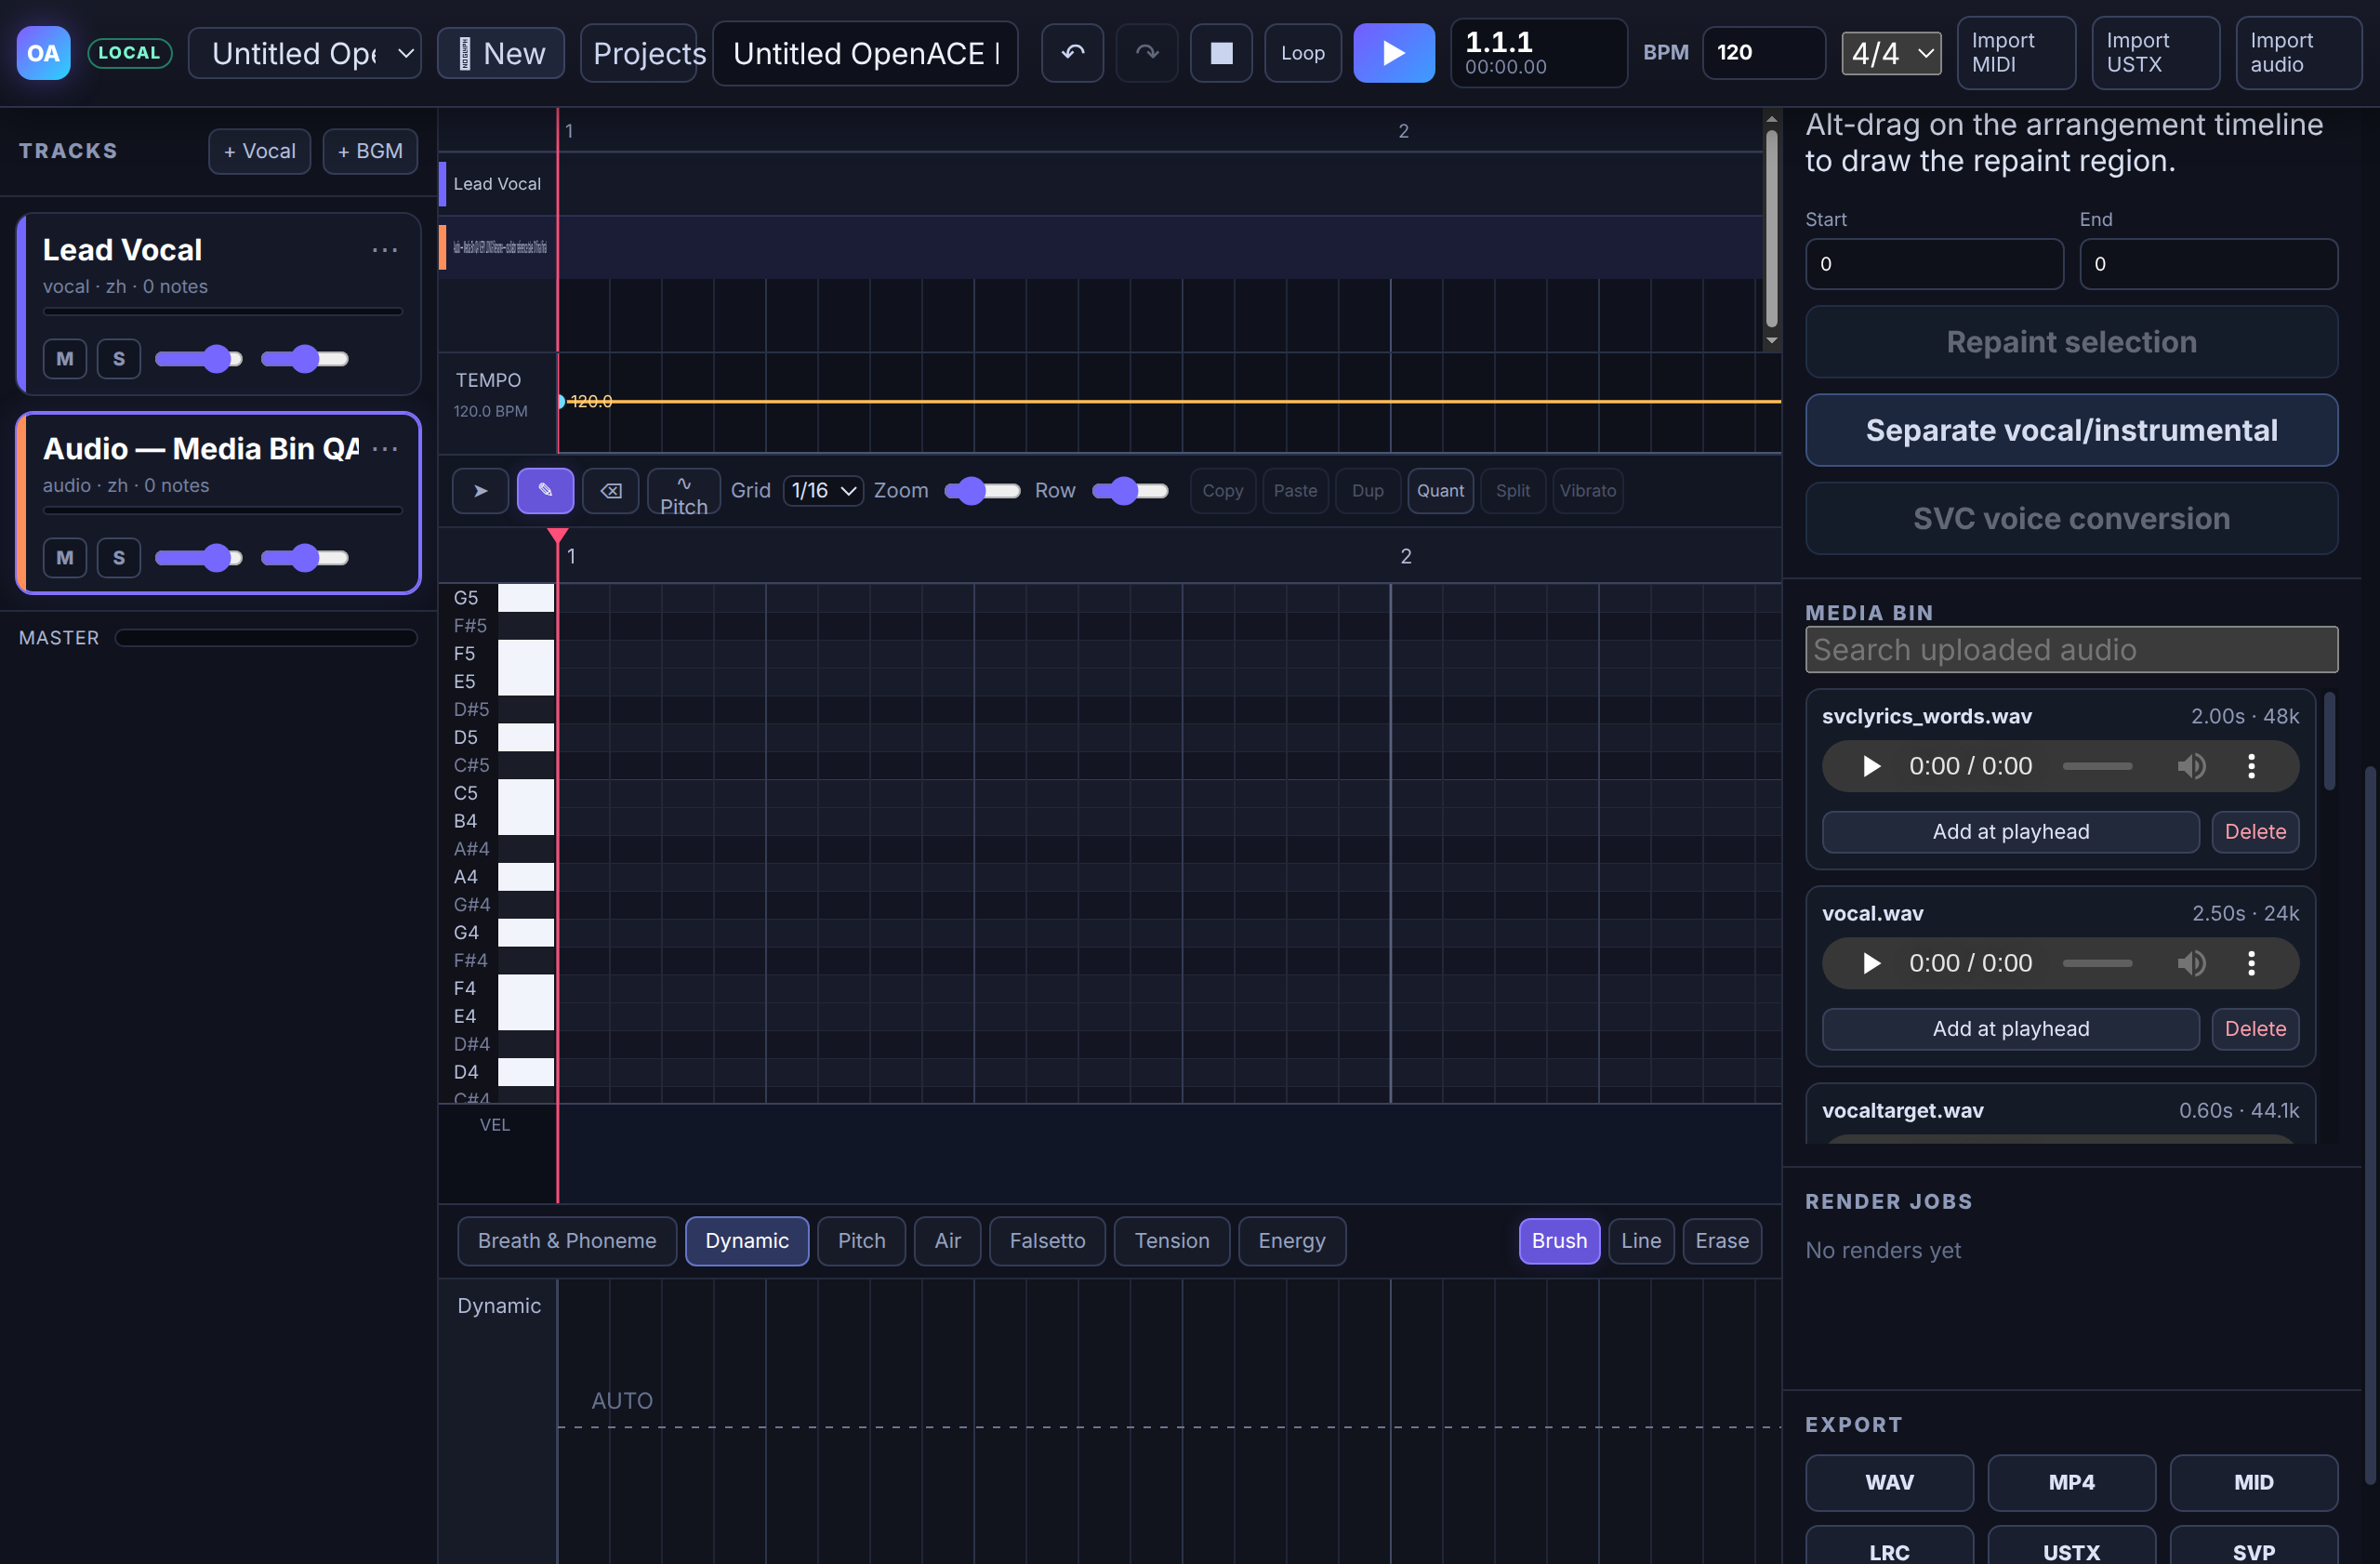 OA
LOCAL
Untitled Ope
New
Projects
Untitled OpenACE
Loop
1.1.1
00:00.00
BPM
120
4/4
Import
MIDI
Import
USTX
Import
audio
TRACKS
+ Vocal
+ BGM
Lead Vocal
vocal · zh · 0 notes
M
S
Audio — Media Bin QA
audio · zh · 0 notes
M
S
MASTER
1
2
Lead Vocal
TEMPO
120.0 BPM
120.0
Pitch
Grid
1/16
Zoom
Row
Copy
Paste
Dup
Quant
Split
Vibrato
1
2
G5
F#5
F5
E5
D#5
D5
C#5
C5
B4
A#4
A4
G#4
G4
F#4
F4
E4
D#4
D4
C#4
VEL
Breath & Phoneme
Dynamic
Pitch
Air
Falsetto
Tension
Energy
Brush
Line
Erase
Dynamic
AUTO
Alt-drag on the arrangement timeline
to draw the repaint region.
Start
End
0
0
Repaint selection
Separate vocal/instrumental
SVC voice conversion
MEDIA BIN
Search uploaded audio
svclyrics_words.wav
2.00s · 48k
0:00 / 0:00
Add at playhead
Delete
vocal.wav
2.50s · 24k
0:00 / 0:00
Add at playhead
Delete
vocaltarget.wav
0.60s · 44.1k
RENDER JOBS
No renders yet
EXPORT
WAV
MP4
MID
LRC
USTX
SVP